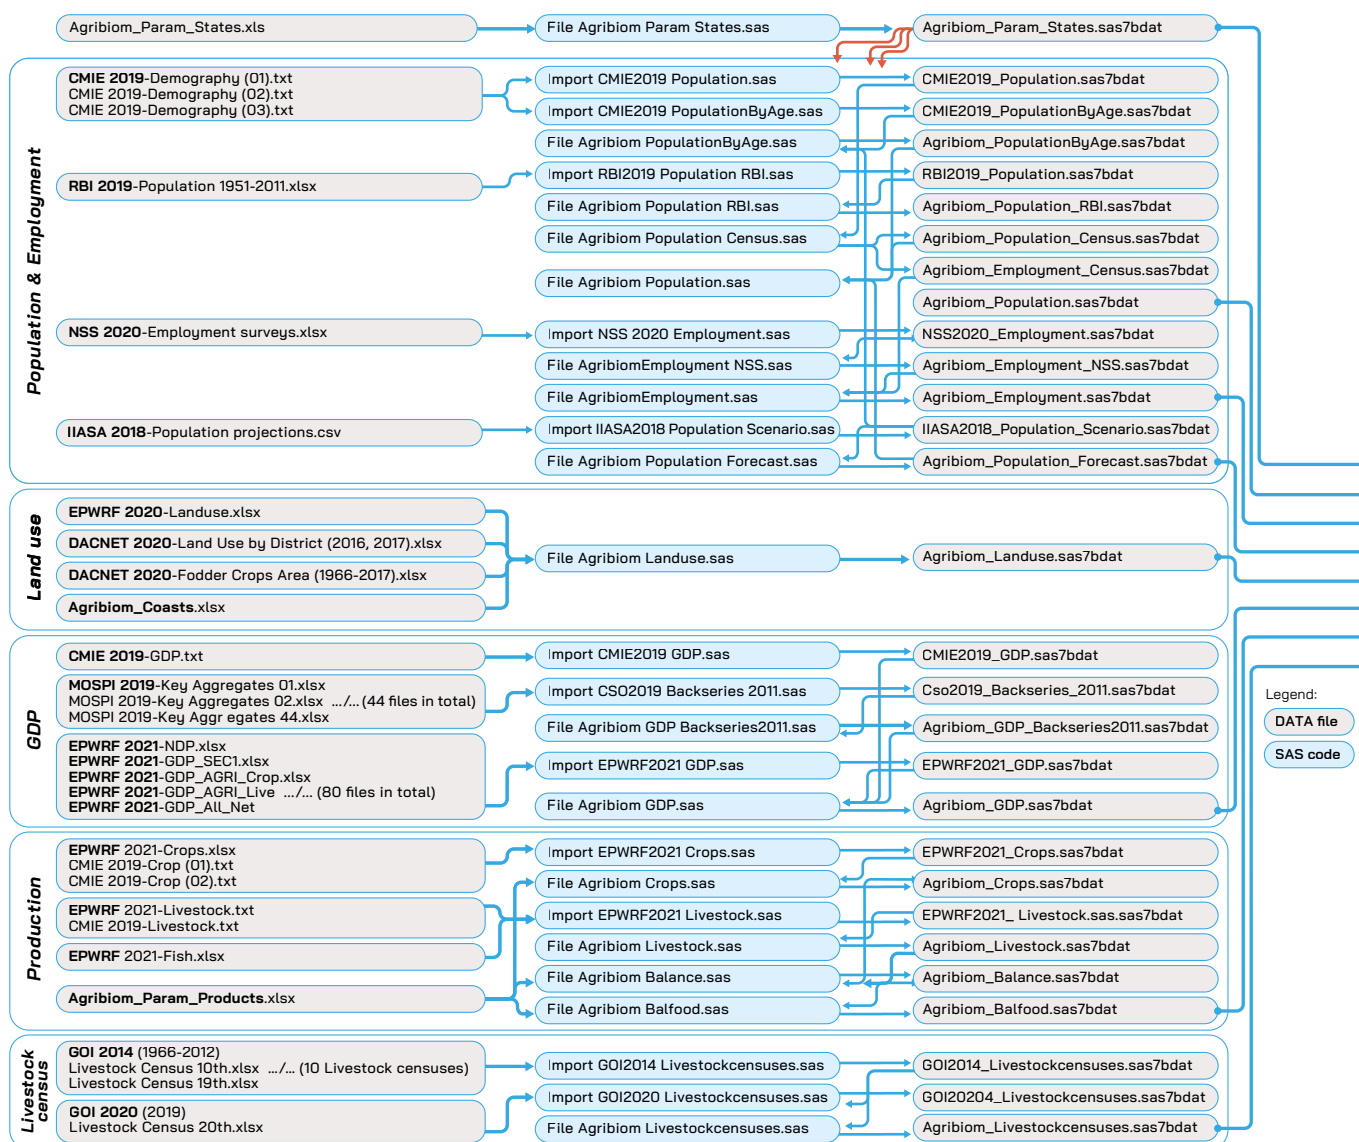 Agribiom_Param_States.xls
File Agribiom Param States.sas
Agribiom_Param_States.sas7bdat
Population & Employment
CMIE 2019-Demography (01).txt
CMIE 2019-Demography (02).txt
CMIE 2019-Demography (03).txt
RBI 2019-Population 1951-2011.xlsx
NSS 2020-Employment surveys.xlsx
IIASA 2018-Population projections.csv
Import CMIE2019 Population.sas
Import CMIE2019 PopulationByAge.sas
File Agribiom PopulationByAge.sas
Import RBI2019 Population RBI.sas
File Agribiom Population RBI.sas
File Agribiom Population Census.sas
File Agribiom Population.sas
Import NSS 2020 Employment.sas
File AgribiomEmployment NSS.sas
File AgribiomEmployment.sas
Import IIASA2018 Population Scenario.sas
File Agribiom Population Forecast.sas
CMIE2019_Population.sas7bdat
CMIE2019_PopulationByAge.sas7bdat
Agribiom_PopulationByAge.sas7bdat
RBI2019_Population.sas7bdat
Agribiom_Population_RBI.sas7bdat
Agribiom_Population_Census.sas7bdat
Agribiom_Employment_Census.sas7bdat
Agribiom_Population.sas7bdat
NSS2020_Employment.sas7bdat
Agribiom_Employment_NSS.sas7bdat
Agribiom_Employment.sas7bdat
IIASA2018_Population_Scenario.sas7bdat
Agribiom_Population_Forecast.sas7bdat
Land use
EPWRF 2020-Landuse.xlsx
DACNET 2020-Land Use by District (2016, 2017).xlsx
DACNET 2020-Fodder Crops Area (1966-2017).xlsx
Agribiom_Coasts.xlsx
File Agribiom Landuse.sas
Agribiom_Landuse.sas7bdat
GDP
CMIE 2019-GDP.txt
MOSPI 2019-Key Aggregates 01.xlsx
MOSPI 2019-Key Aggregates 02.xlsx .../... (44 files in total)
MOSPI 2019-Key Aggr egates 44.xlsx
EPWRF 2021-NDP.xlsx
EPWRF 2021-GDP_SEC1.xlsx
EPWRF 2021-GDP_AGRI_Crop.xlsx
EPWRF 2021-GDP_AGRI_Live .../... (80 files in total)
EPWRF 2021-GDP_All_Net
Import CMIE2019 GDP.sas
Import CSO2019 Backseries 2011.sas
File Agribiom GDP Backseries2011.sas
Import EPWRF2021 GDP.sas
File Agribiom GDP.sas
CMIE2019_GDP.sas7bdat
Cso2019_Backseries_2011.sas7bdat
Agribiom_GDP_Backseries2011.sas7bdat
EPWRF2021_GDP.sas7bdat
Agribiom_GDP.sas7bdat
Legend:
DATA file
SAS code
Production
EPWRF 2021-Crops.xlsx
CMIE 2019-Crop (01).txt
CMIE 2019-Crop (02).txt
EPWRF 2021-Livestock.txt
CMIE 2019-Livestock.txt
EPWRF 2021-Fish.xlsx
Agribiom_Param_Products.xlsx
Import EPWRF2021 Crops.sas
File Agribiom Crops.sas
Import EPWRF2021 Livestock.sas
File Agribiom Livestock.sas
File Agribiom Balance.sas
File Agribiom Balfood.sas
EPWRF2021_Crops.sas7bdat
Agribiom_Crops.sas7bdat
EPWRF2021_ Livestock.sas.sas7bdat
Agribiom_Livestock.sas7bdat
Agribiom_Balance.sas7bdat
Agribiom_Balfood.sas7bdat
Livestock
census
GOI 2014 (1966-2012)
Livestock Census 10th.xlsx .../... (10 Livestock censuses)
Livestock Census 19th.xlsx
GOI 2020 (2019)
Livestock Census 20th.xlsx
Import GOI2014 Livestockcensuses.sas
Import GOI2020 Livestockcensuses.sas
File Agribiom Livestockcensuses.sas
GOI2014_Livestockcensuses.sas7bdat
GOI20204_Livestockcensuses.sas7bdat
Agribiom_Livestockcensuses.sas7bdat